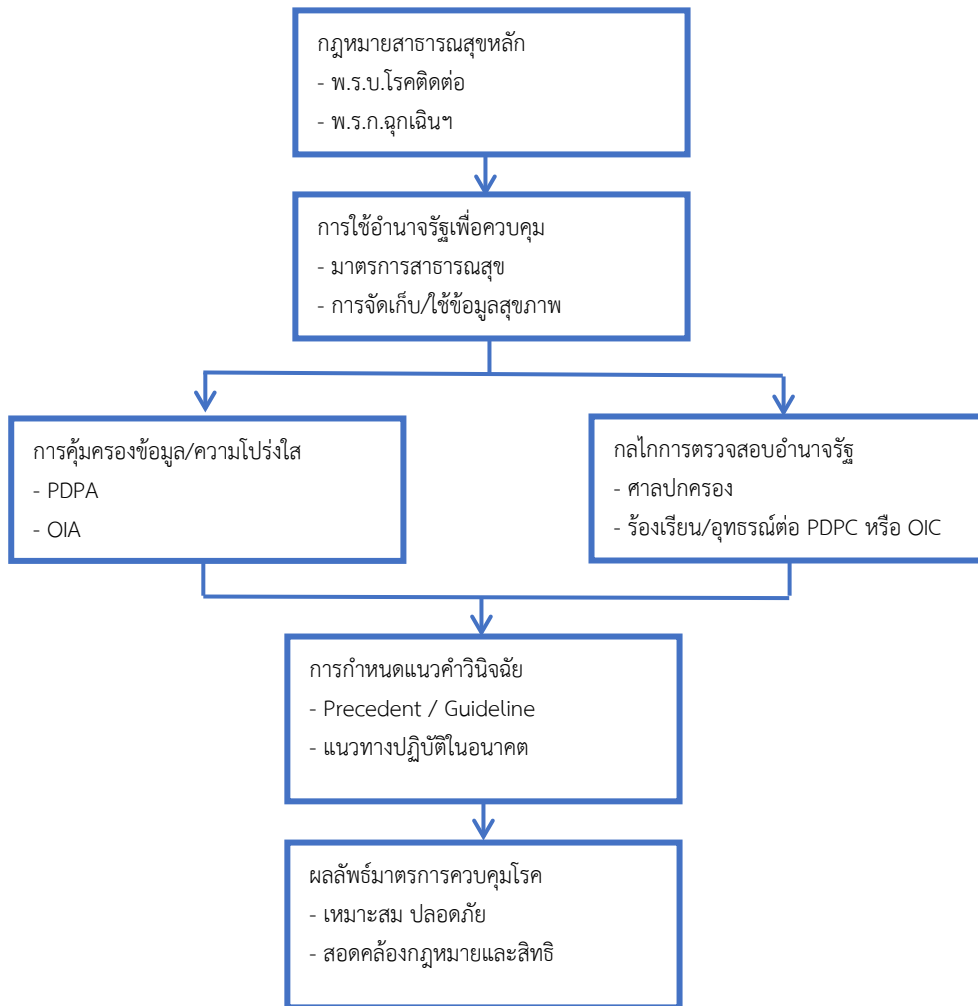 กฎหมายสาธารณสุขหลัก
- พ.ร.บ.โรคติดต่อ
- พ.ร.ก.ฉุกเฉินฯ
การใช้อำนาจรัฐเพื่อควบคุม
- มาตรการสาธารณสุข
- การจัดเก็บ/ใช้ข้อมูลสุขภาพ
การคุ้มครองข้อมูล/ความโปร่งใส
- PDPA
- OIA
กลไกการตรวจสอบอำนาจรัฐ
- ศาลปกครอง
- ร้องเรียน/อุทธรณ์ต่อ PDPC หรือ OIC
การกำหนดแนวคำวินิจฉัย
- Precedent / Guideline
- แนวทางปฏิบัติในอนาคต
ผลลัพธ์มาตรการควบคุมโรค
- เหมาะสม ปลอดภัย
- สอดคล้องกฎหมายและสิทธิ